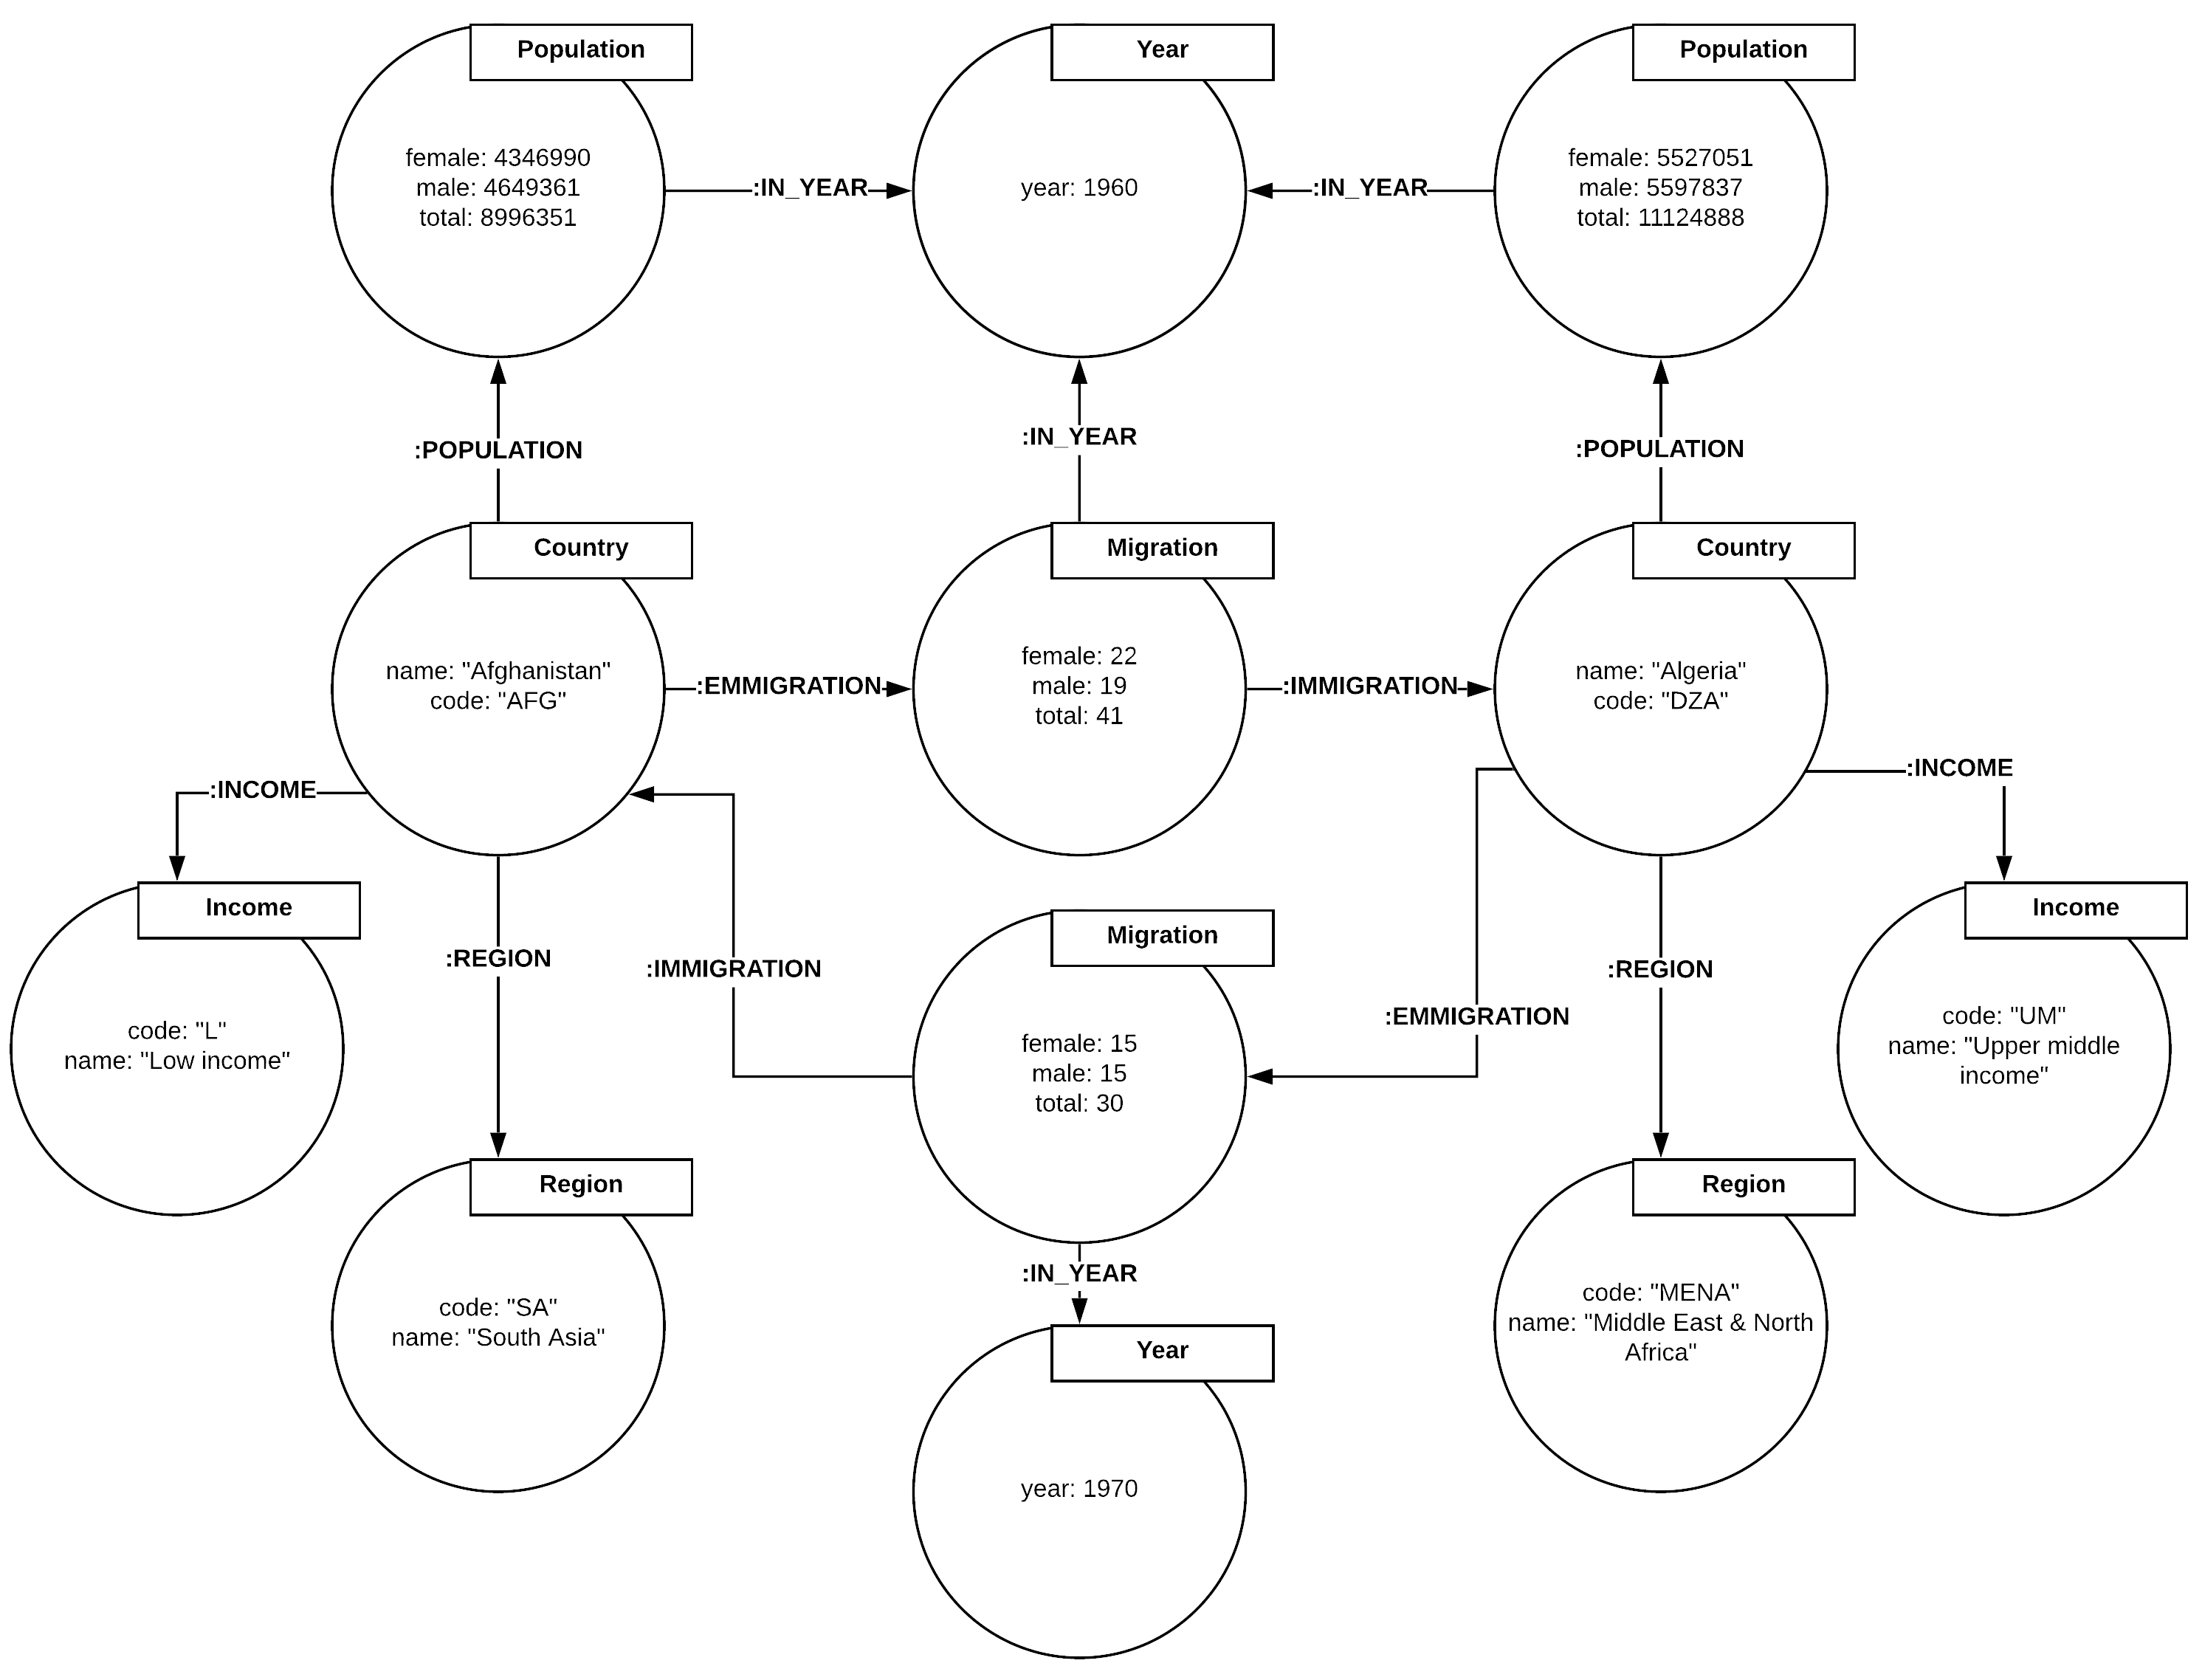 Population
Year
Population
female: 4346990
male: 4649361
total: 8996351
:IN_YEAR
year: 1960
:IN_YEAR
female: 5527051
male: 5597837
total: 11124888
:POPULATION
:IN_YEAR
:POPULATION
Country
Migration
Country
name: "Afghanistan"
code: "AFG"
:EMMIGRATION
female: 22
male: 19
total: 41
:IMMIGRATION
name: "Algeria"
code: "DZA"
:INCOME
:INCOME
Income
Migration
Income
:REGION
:IMMIGRATION
:EMMIGRATION
:REGION
code: "L"
name: "Low income"
female: 15
male: 15
total: 30
code: "UM"
name: "Upper middle
income"
Region
Region
code: "SA"
name: "South Asia"
:IN_YEAR
code: "MENA"
name: "Middle East & North
Africa"
Year
year: 1970